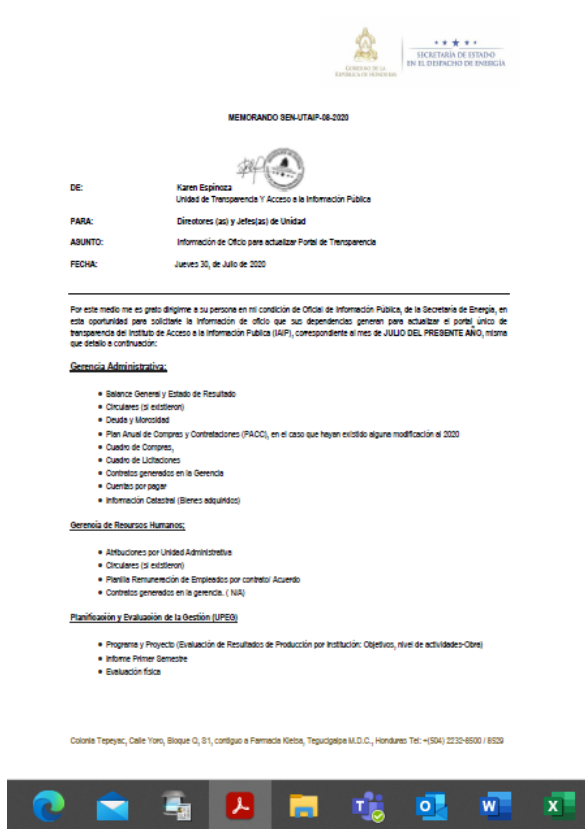 GOBIERNO DE LA
REPÚBLICA DE HONDURAS
SECRETARÍA DE ESTADO
EN EL DESPACHO DE ENERGÍA
MEMORANDO SEN-UTAIP-08-2020
DE: Karen Espinoza
Unidad de Transparencia Y Acceso a la Información Pública
PARA: Directores (as) y Jefes(as) de Unidad
ASUNTO: Información de Oficio para actualizar Portal de Transparencia
FECHA: Jueves 30, de Julio de 2020
Por este medio me es grato dirigirme a su persona en mi condición de Oficial de Información Pública, de la Secretaria de Energía, en
esta oportunidad para solicitarle la información de oficio que sus dependencias generan para actualizar el portal único de
transparencia del Instituto de Acceso a la Información Publica (IAIP), correspondiente al mes de JULIO DEL PRESENTE AÑO, misma
que detallo a continuación:
Gerencia Administrativa:
• Balance General y Estado de Resultado
• Circulares (si existieron)
• Deuda y Morosidad
• Plan Anual de Compras y Contrataciones (PACC), en el caso que hayan existido alguna modificación al 2020
• Cuadro de Compras,
• Cuadro de Licitaciones
• Contratos generados en la Gerencia
• Cuentas por pagar
• Información Catastral (Bienes adquiridos)
Gerencia de Recursos Humanos:
• Atribuciones por Unidad Administrativa
• Circulares (si existieron)
• Planilla Remuneración de Empleados por contrato/ Acuerdo
• Contratos generados en la gerencia. ( N/A)
Planificación y Evaluación de la Gestión (UPEG)
• Programa y Proyecto (Evaluación de Resultados de Producción por Institución: Objetivos, nivel de actividades-Obra)
• Informe Primer Semestre
• Evaluación física
Colonia Tepeyac, Calle Yoro, Bloque O, S1, contiguo a Farmacia Kielsa, Tegucigalpa M.D.C., Honduras Tel: +(504) 2232-8500 / 8529